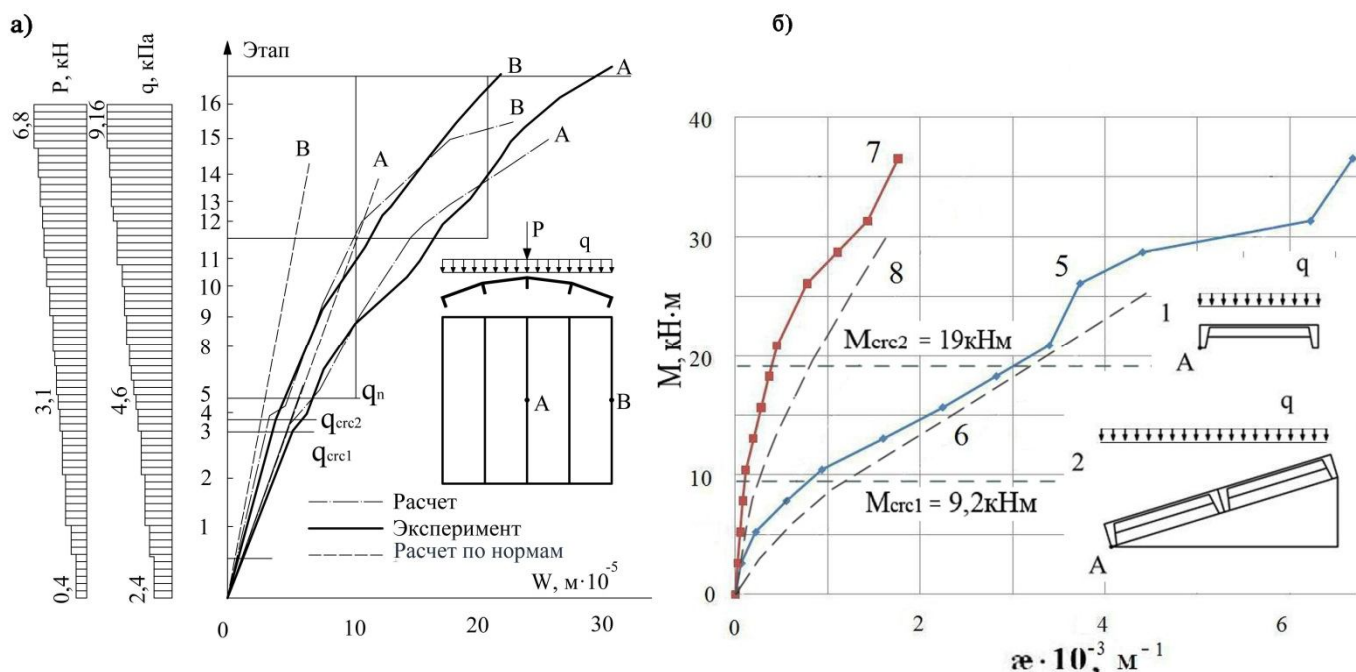 а)
P, кН
q, кПа
Этап
6,8
9,16
3,1
4,6
0,4
2,4
16
15
14
13
12
11
10
9
8
5
4
3
2
1
B
A
B
A
B
A
qn
qcrc2
qcrc1
P
q
A
B
Расчет
Эксперимент
Расчет по нормам
W, м·10⁻⁵
0
10
20
30
б)
M, кН·м
40
30
20
10
0
7
8
5
6
Mcrc2 = 19кНм
Mcrc1 = 9,2кНм
1
q
A
2
q
A
0
2
4
6
æ · 10⁻³, м⁻¹